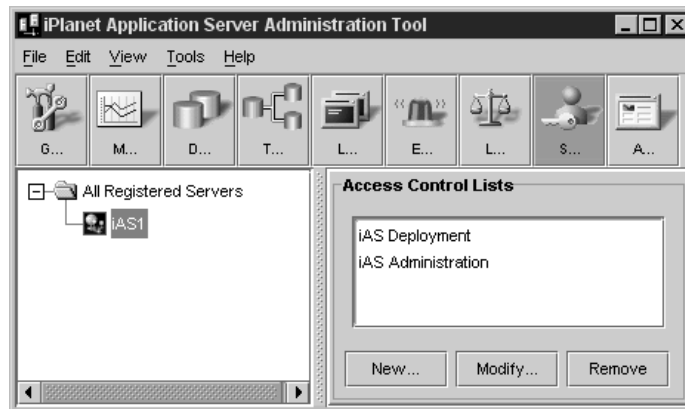 iPlanet Application Server Administration Tool
File Edit View Tools Help
G... M... D... T... L... E... L... S... A...
All Registered Servers
iAS1
Access Control Lists
iAS Deployment
iAS Administration
New... Modify... Remove